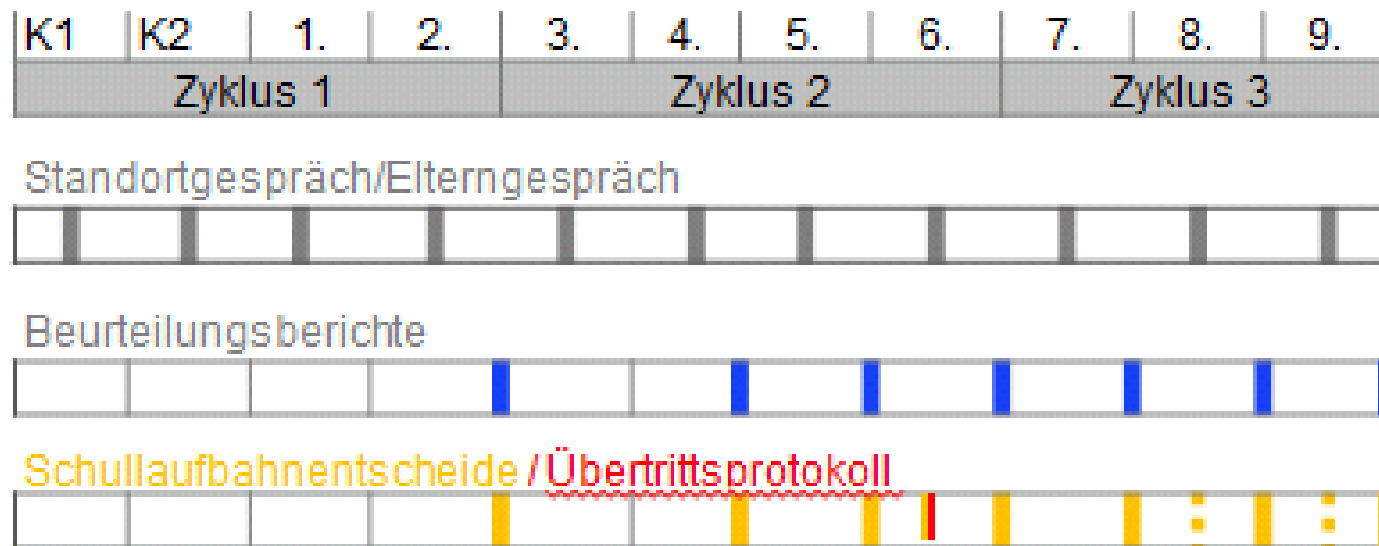 K1 K2 1. 2. 3. 4. 5. 6. 7. 8. 9.
Zyklus 1 Zyklus 2 Zyklus 3
Standortgespräch/Elterngespräch
Beurteilungsberichte
Schullaufbahnentscheide/Übertrittsprotokoll